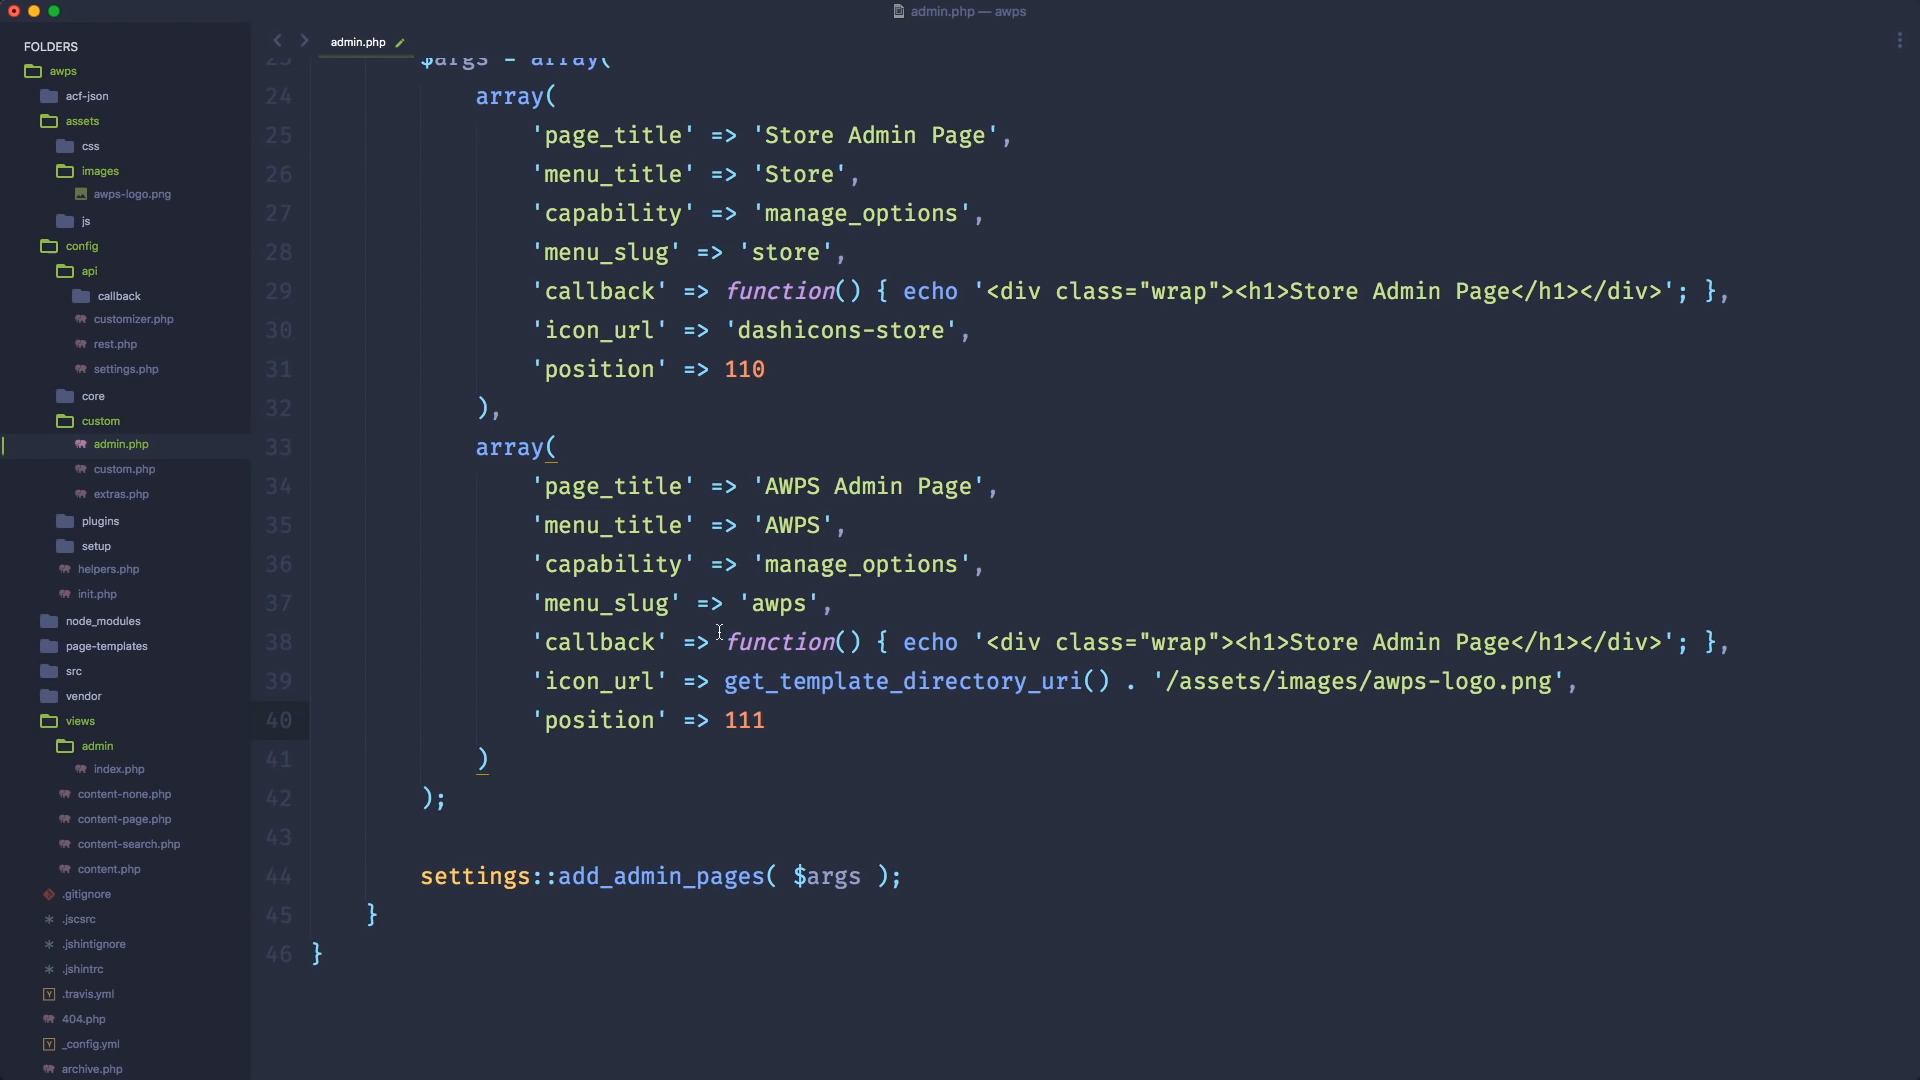 admin.php — awps
FOLDERS
awps
acf-json
assets
css
images
awps-logo.png
js
config
api
callback
customizer.php
rest.php
settings.php
core
custom
admin.php
custom.php
extras.php
plugins
setup
helpers.php
init.php
node_modules
page-templates
src
vendor
views
admin
index.php
content-none.php
content-page.php
content-search.php
content.php
.gitignore
.jscsrc
.jshintignore
.jshintrc
.travis.yml
404.php
_config.yml
archive.php
admin.php
23 $args = array(
24 array(
25 'page_title' => 'Store Admin Page',
26 'menu_title' => 'Store',
27 'capability' => 'manage_options',
28 'menu_slug' => 'store',
29 'callback' => function() { echo '<div class="wrap"><h1>Store Admin Page</h1></div>'; },
30 'icon_url' => 'dashicons-store',
31 'position' => 110
32 ),
33 array(
34 'page_title' => 'AWPS Admin Page',
35 'menu_title' => 'AWPS',
36 'capability' => 'manage_options',
37 'menu_slug' => 'awps',
38 'callback' => function() { echo '<div class="wrap"><h1>Store Admin Page</h1></div>'; },
39 'icon_url' => get_template_directory_uri() . '/assets/images/awps-logo.png',
40 'position' => 111
41 )
42 );
43
44 settings::add_admin_pages( $args );
45 }
46 }